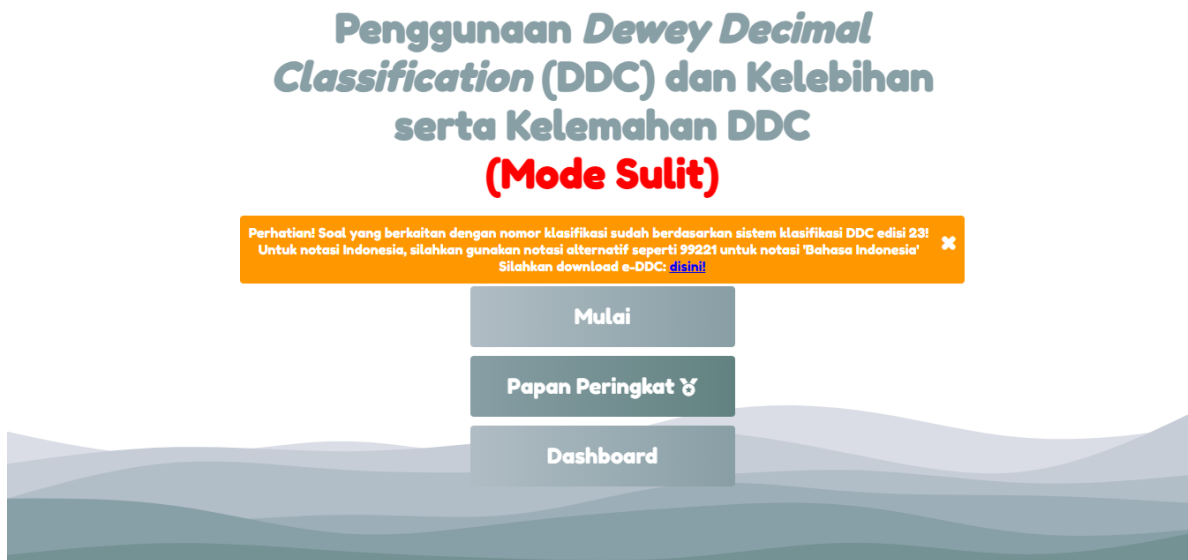 Penggunaan Dewey Decimal
Classification (DDC) dan Kelebihan
serta Kelemahan DDC
(Mode Sulit)
Perhatian! Soal yang berkaitan dengan nomor klasifikasi sudah berdasarkan sistem klasifikasi DDC edisi 23!
Untuk notasi Indonesia, silahkan gunakan notasi alternatif seperti 99221 untuk notasi 'Bahasa Indonesia'
Silahkan download e-DDC: disini!
Mulai
Papan Peringkat
Dashboard